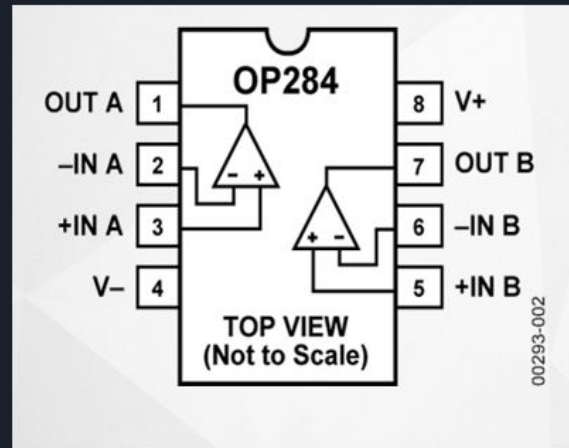 OP284
OUT A 1
8 V+
–IN A 2
7 OUT B
– +
+IN A 3
6 –IN B
+ –
V– 4
5 +IN B
TOP VIEW
(Not to Scale)
00293-002